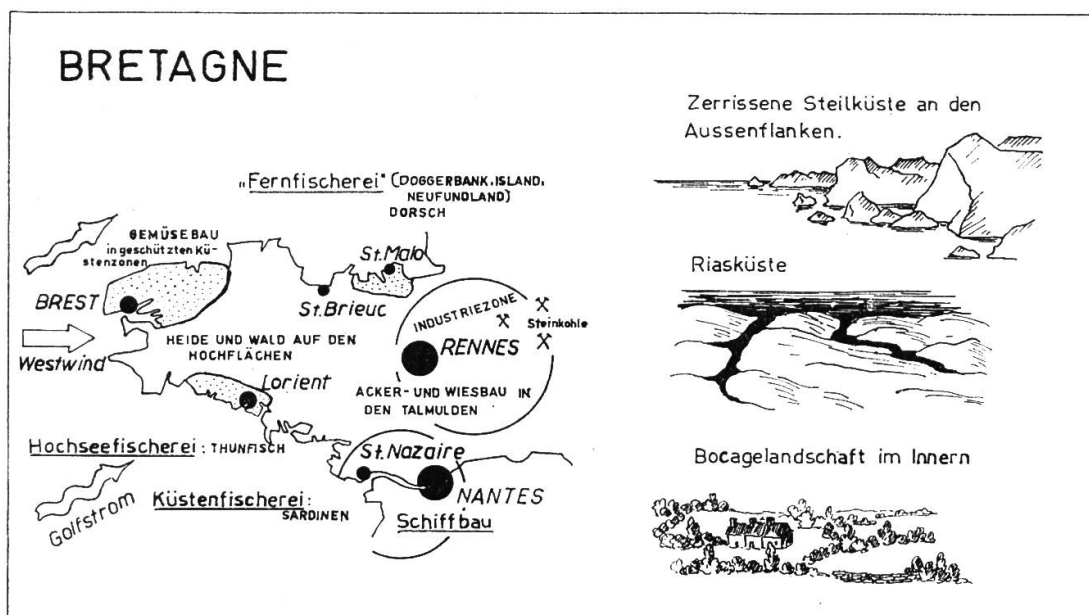 BRETAGNE
„Fernfischerei" (DOGGERBANK, ISLAND,
NEUFUNDLAND)
DORSCH
GEMÜSEBAU
in geschützten Kü-
stenzonen
St. Malo
BREST
St. Brieuc
INDUSTRIEZONE
Steinkohle
RENNES
Westwind
HEIDE UND WALD AUF DEN
HOCHFLÄCHEN
Lorient
ACKER- UND WIESBAU IN
DEN TALMULDEN
Hochseefischerei: THUNFISCH
St. Nazaire
Golfstrom
Küstenfischerei:
SARDINEN
NANTES
Schiffbau
Zerrissene Steilküste an den
Aussenflanken.
Riasküste
Bocagelandschaft im Innern